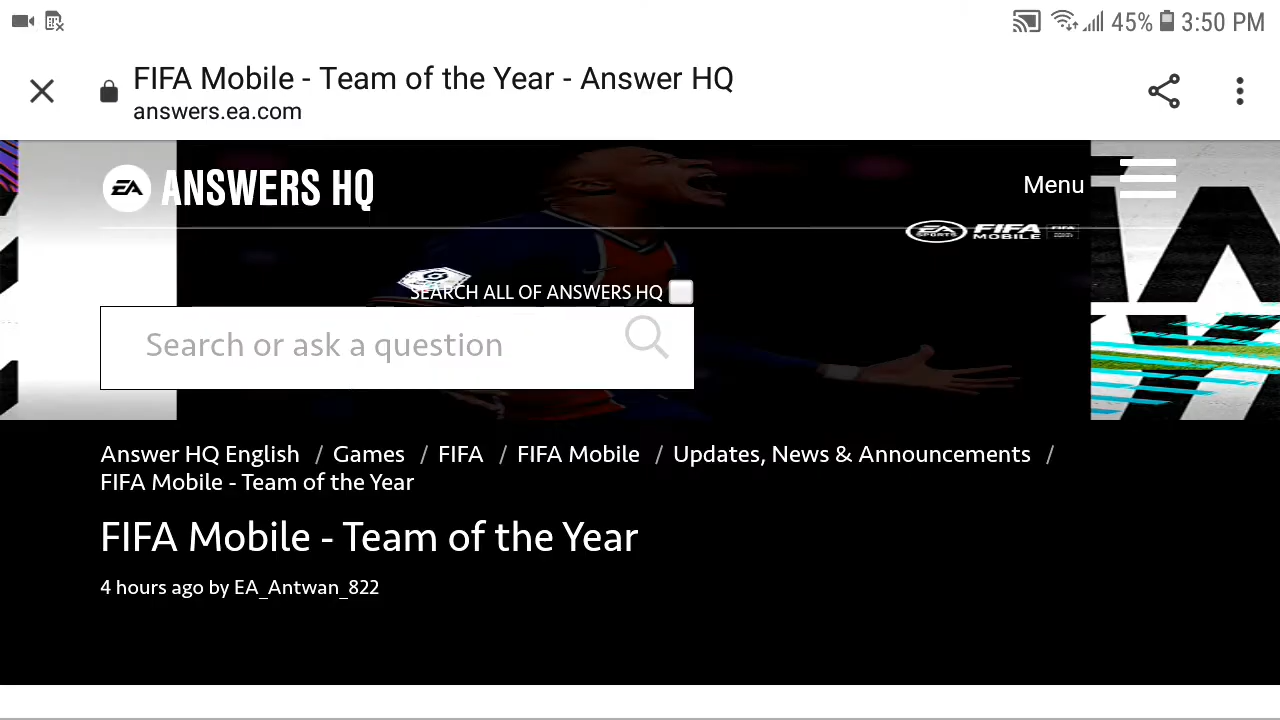 45% 3:50 PM
FIFA Mobile - Team of the Year - Answer HQ
answers.ea.com
EA ANSWERS HQ
Menu
EA SPORTS FIFA MOBILE
SEARCH ALL OF ANSWERS HQ
Search or ask a question
Answer HQ English / Games / FIFA / FIFA Mobile / Updates, News & Announcements /
FIFA Mobile - Team of the Year
FIFA Mobile - Team of the Year
4 hours ago by EA_Antwan_822